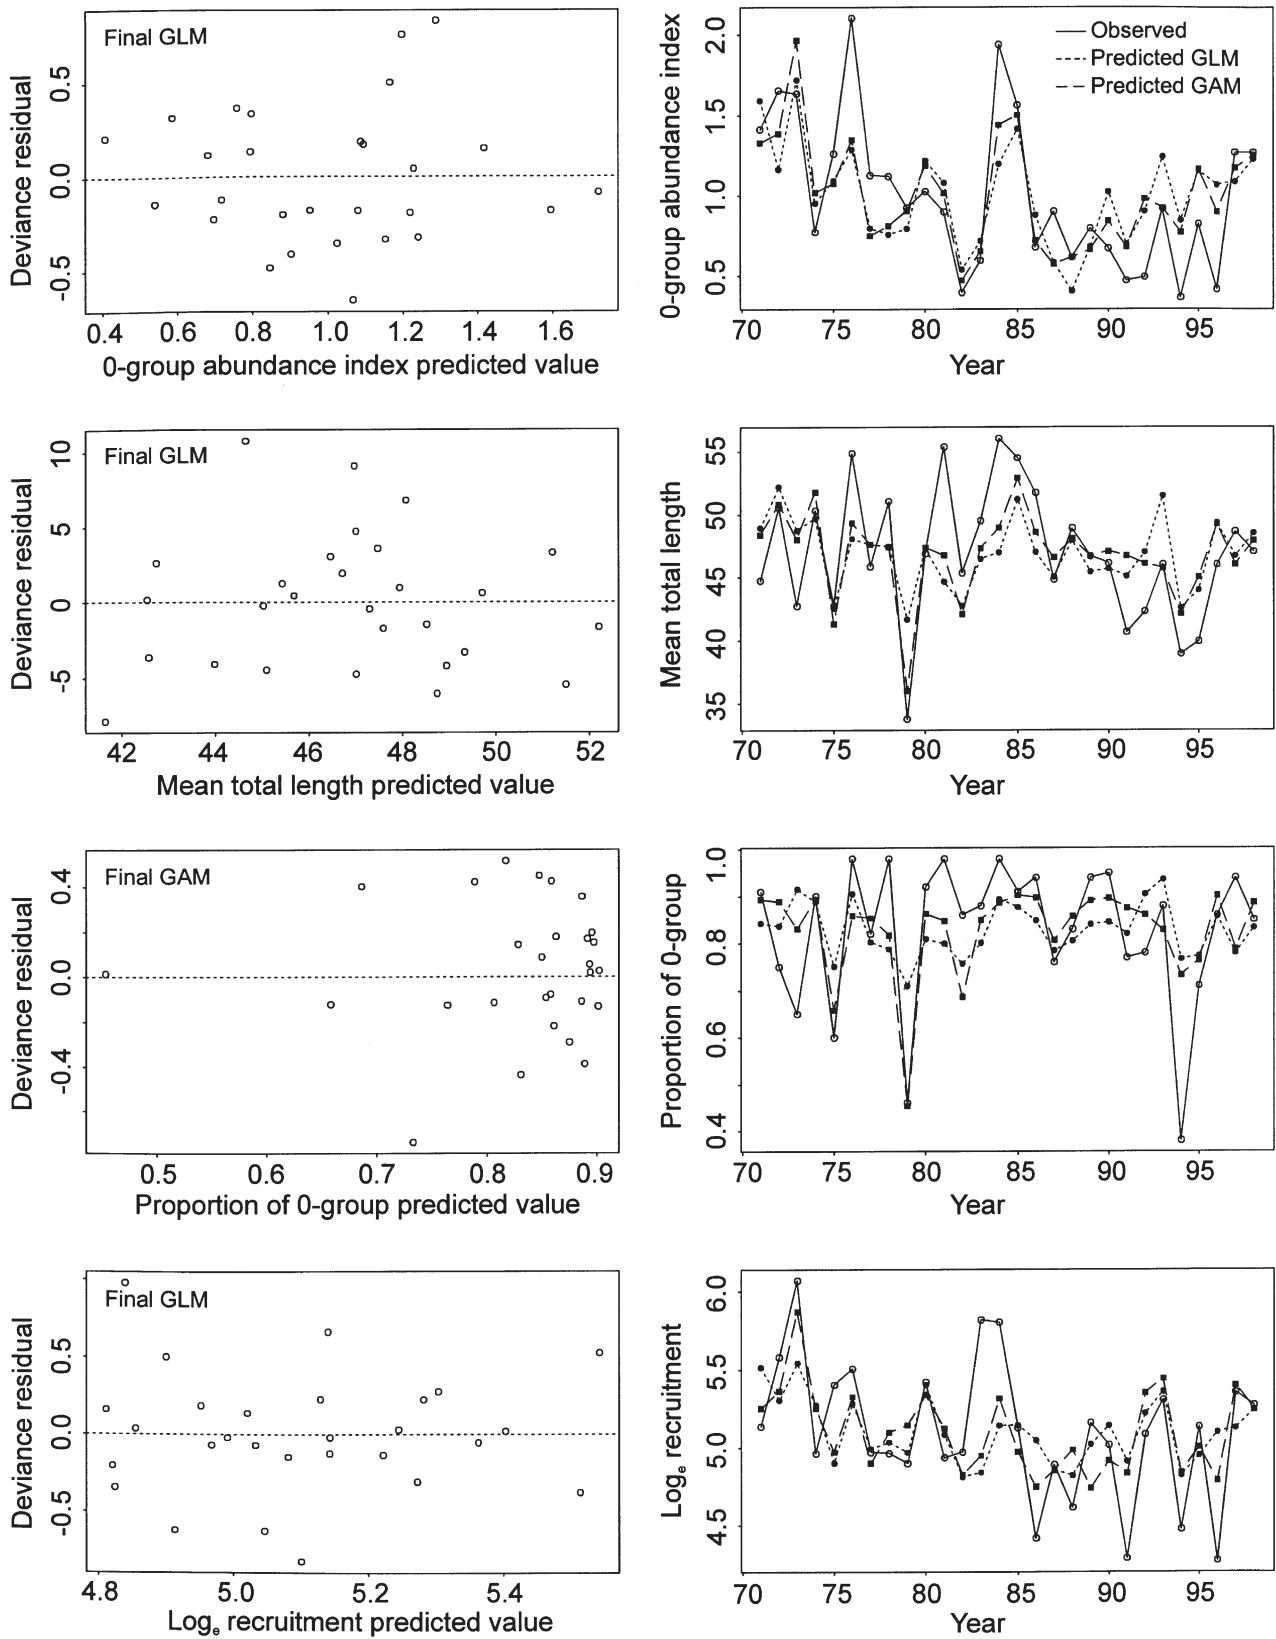 Final GLM
Deviance residual
0.5
0.0
-0.5
0.4 0.6 0.8 1.0 1.2 1.4 1.6
0-group abundance index predicted value
Observed
Predicted GLM
Predicted GAM
0-group abundance index
2.0
1.5
1.0
0.5
70 75 80 85 90 95
Year
Final GLM
Deviance residual
10
5
0
-5
42 44 46 48 50 52
Mean total length predicted value
Mean total length
55
50
45
40
35
70 75 80 85 90 95
Year
Final GAM
Deviance residual
0.4
0.0
-0.4
0.5 0.6 0.7 0.8 0.9
Proportion of 0-group predicted value
Proportion of 0-group
1.0
0.8
0.6
0.4
70 75 80 85 90 95
Year
Final GLM
Deviance residual
0.5
0.0
-0.5
4.8 5.0 5.2 5.4
Logₑ recruitment predicted value
Logₑ recruitment
6.0
5.5
5.0
4.5
70 75 80 85 90 95
Year